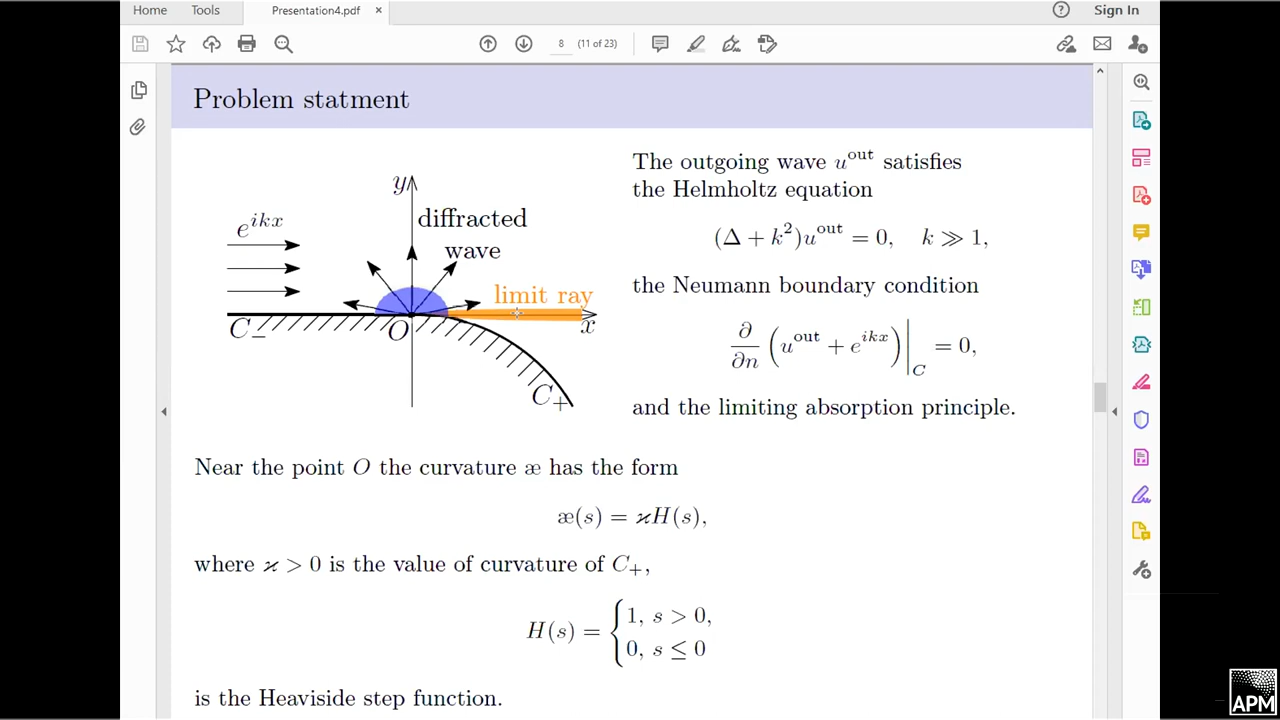 Home Tools Presentation4.pdf × Sign In
8 (11 of 23)
Problem statment
y
e^{ikx}
diffracted
wave
limit ray
x
O
C_−
C_+
The outgoing wave u^{out} satisfies
the Helmholtz equation
(Δ + k²)u^{out} = 0, k ≫ 1,
the Neumann boundary condition
∂/∂n (u^{out} + e^{ikx})|_C = 0,
and the limiting absorption principle.
Near the point O the curvature æ has the form
æ(s) = ϰH(s),
where ϰ > 0 is the value of curvature of C_+,
H(s) = { 1, s > 0,
0, s ≤ 0
is the Heaviside step function.
APM